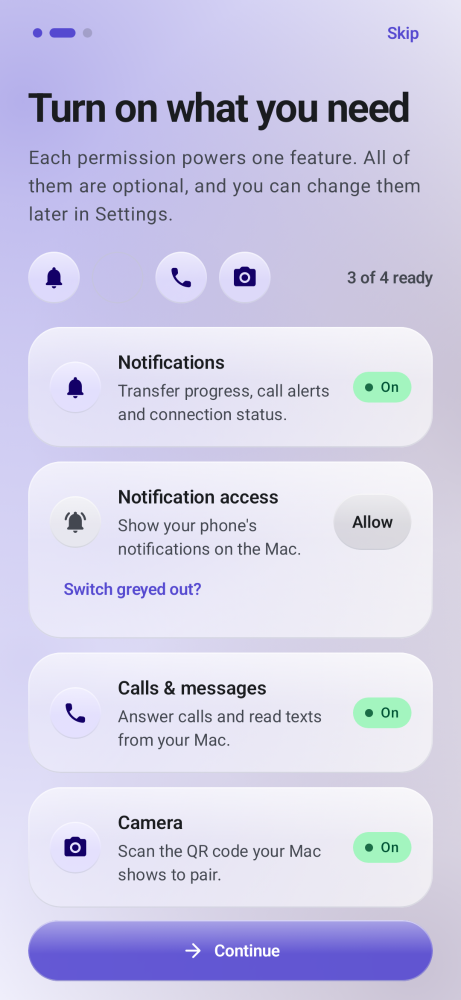 Skip
Turn on what you need
Each permission powers one feature. All of
them are optional, and you can change them
later in Settings.
3 of 4 ready
Notifications
Transfer progress, call alerts
and connection status.
On
Notification access
Show your phone's
notifications on the Mac.
Allow
Switch greyed out?
Calls & messages
Answer calls and read texts
from your Mac.
On
Camera
Scan the QR code your Mac
shows to pair.
On
Continue